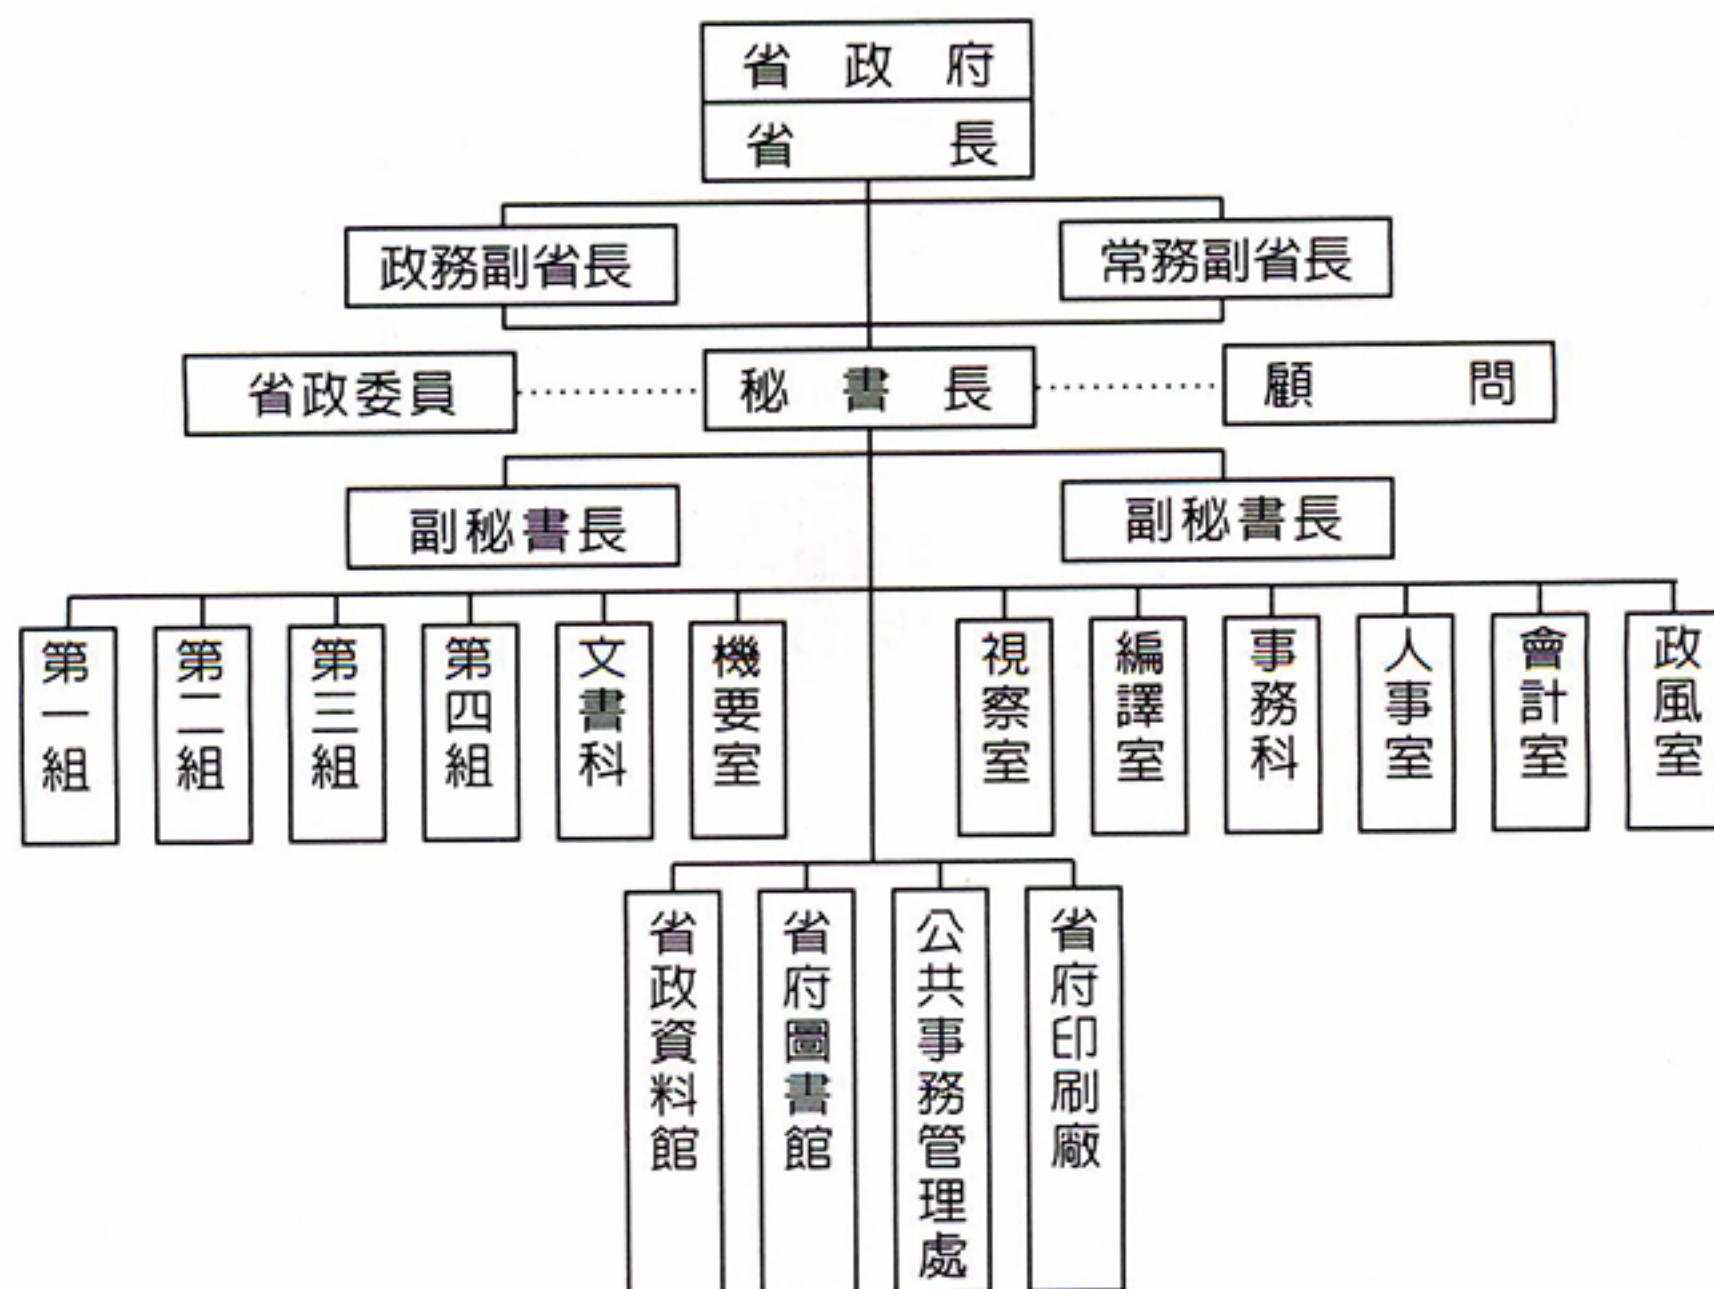 省政府
省長
政務副省長
常務副省長
省政委員
秘書長
顧問
副秘書長
副秘書長
第一組
第二組
第三組
第四組
文書科
機要室
視察室
編譯室
事務科
人事室
會計室
政風室
省政資料館
省府圖書館
公共事務管理處
省府印刷廠